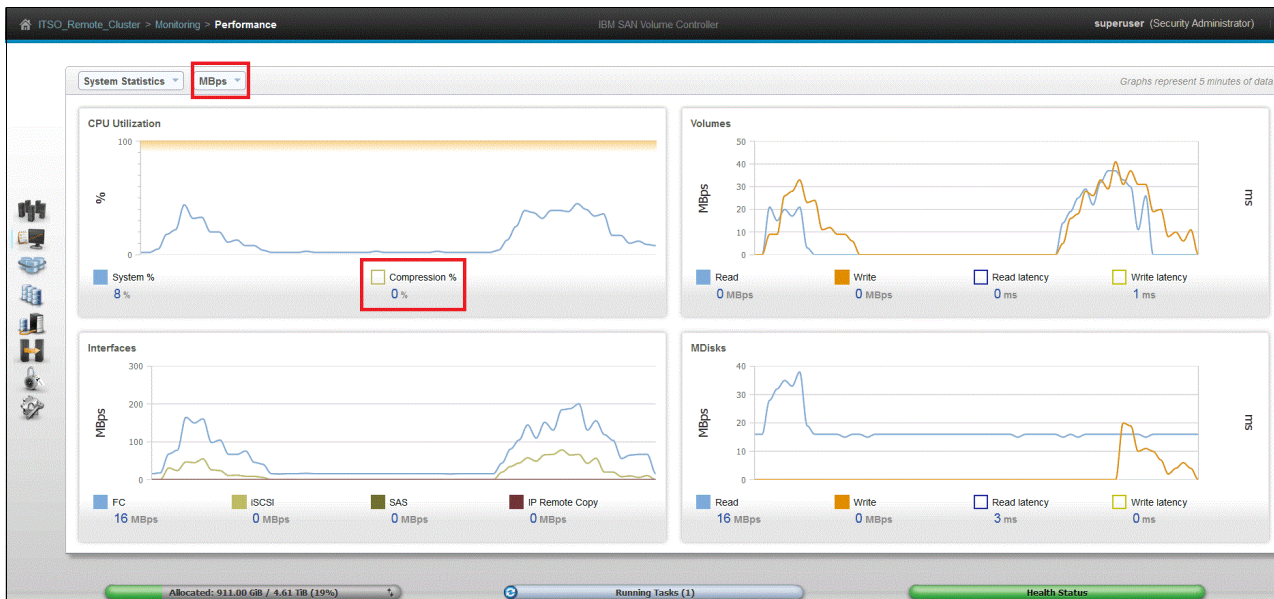 ITSO_Remote_Cluster > Monitoring > Performance
IBM SAN Volume Controller
superuser (Security Administrator)
System Statistics
MBps
Graphs represent 5 minutes of data
CPU Utilization
100
%
0
System %
8 %
Compression %
0 %
Volumes
50
40
30
20
10
0
MBps
ms
Read
0 MBps
Write
0 MBps
Read latency
0 ms
Write latency
1 ms
Interfaces
300
200
100
0
MBps
FC
16 MBps
iSCSI
0 MBps
SAS
0 MBps
IP Remote Copy
0 MBps
MDisks
40
30
20
10
0
MBps
ms
Read
16 MBps
Write
0 MBps
Read latency
3 ms
Write latency
0 ms
Allocated: 911.00 GiB / 4.61 TiB (19%)
Running Tasks (1)
Health Status